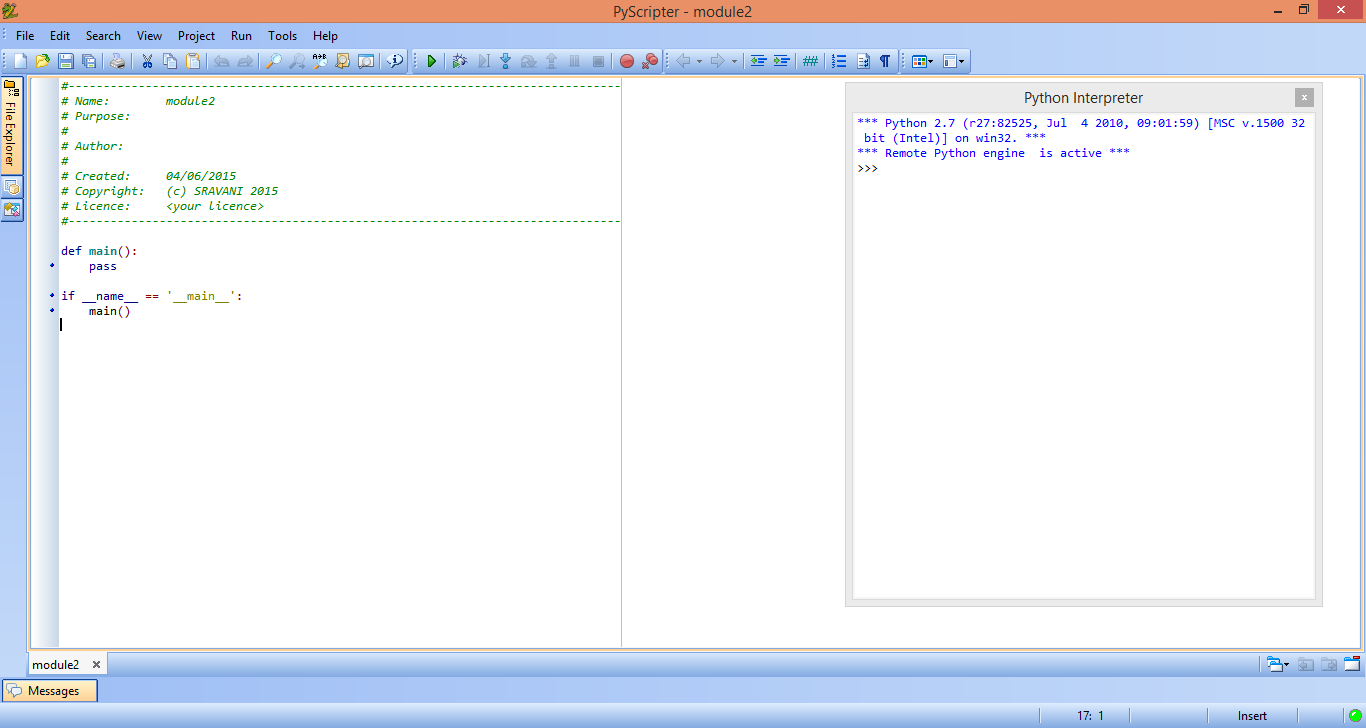 PyScripter - module2
File Edit Search View Project Run Tools Help
File Explorer
#-------------------------------------------------------------------------------
# Name:        module2
# Purpose:
#
# Author:
#
# Created:     04/06/2015
# Copyright:   (c) SRAVANI 2015
# Licence:     <your licence>
#-------------------------------------------------------------------------------
def main():
    pass
if __name__ == '__main__':
    main()
Python Interpreter
*** Python 2.7 (r27:82525, Jul  4 2010, 09:01:59) [MSC v.1500 32
bit (Intel)] on win32. ***
*** Remote Python engine  is active ***
>>>
module2
Messages
17: 1
Insert